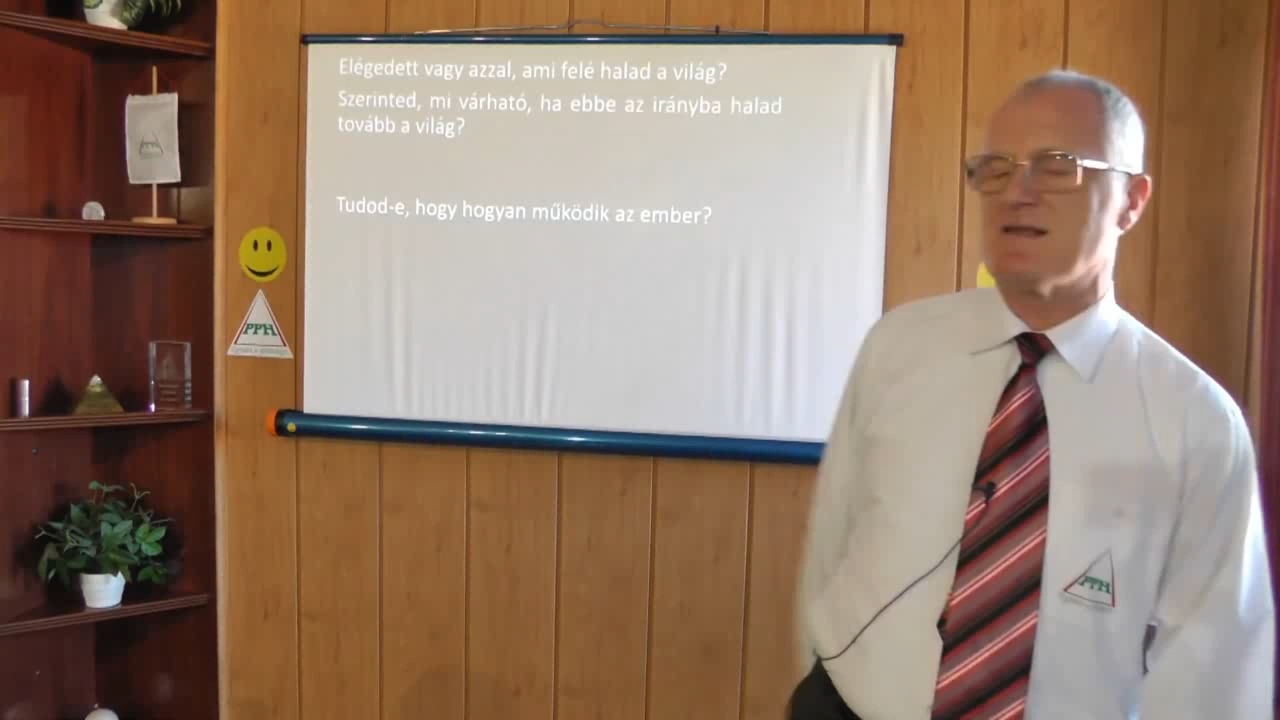 Elégedett vagy azzal, ami felé halad a világ?
Szerinted, mi várható, ha ebbe az irányba halad
tovább a világ?
Tudod-e, hogy hogyan működik az ember?
PPH
PPH